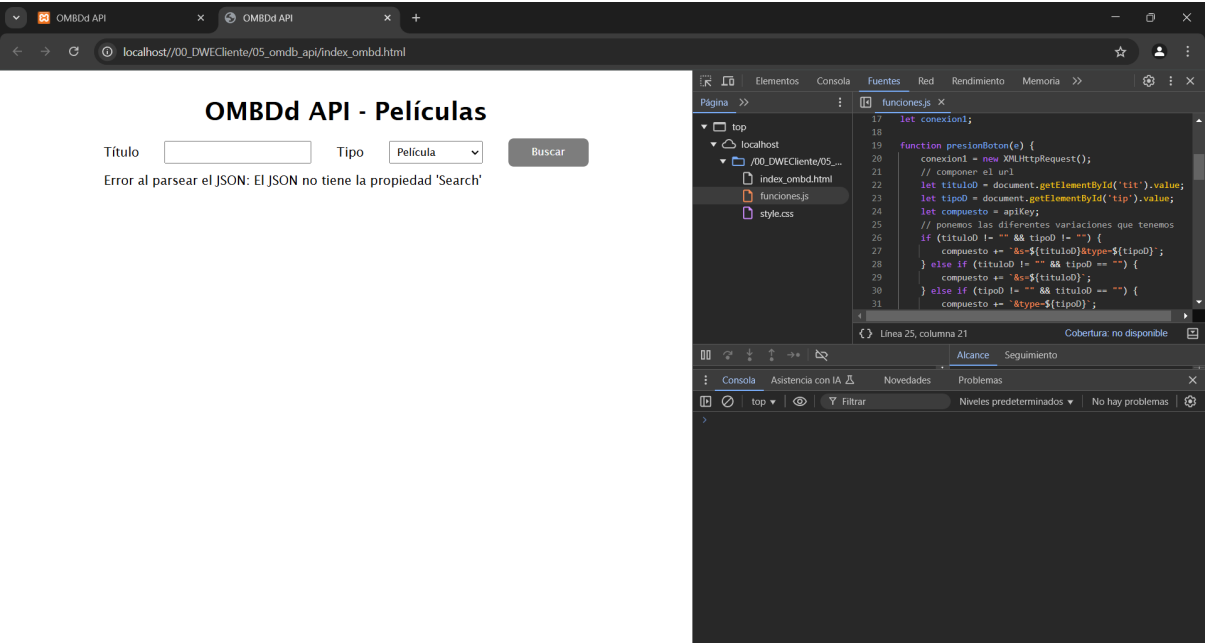 OMBDd API
OMBDd API
localhost//00_DWECliente/05_omdb_api/index_ombd.html
OMBDd API - Películas
Título
Tipo
Película
Buscar
Error al parsear el JSON: El JSON no tiene la propiedad 'Search'
Elementos Consola Fuentes Red Rendimiento Memoria
Página
funciones.js
top
localhost
/00_DWECliente/05_...
index_ombd.html
funciones.js
style.css
17 let conexion1;
18
19 function presionBoton(e) {
20 conexion1 = new XMLHttpRequest();
21 // componer el url
22 let tituloD = document.getElementById('tit').value;
23 let tipoD = document.getElementById('tip').value;
24 let compuesto = apiKey;
25 // ponemos las diferentes variaciones que tenemos
26 if (tituloD != "" && tipoD != "") {
27 compuesto += `&s=${tituloD}&type=${tipoD}`;
28 } else if (tituloD != "" && tipoD == "") {
29 compuesto += `&s=${tituloD}`;
30 } else if (tipoD != "" && tituloD == "") {
31 compuesto += `&type=${tipoD}`;
{} Línea 25, columna 21 Cobertura: no disponible
Alcance Seguimiento
Consola Asistencia con IA Novedades Problemas
top Filtrar Niveles predeterminados No hay problemas